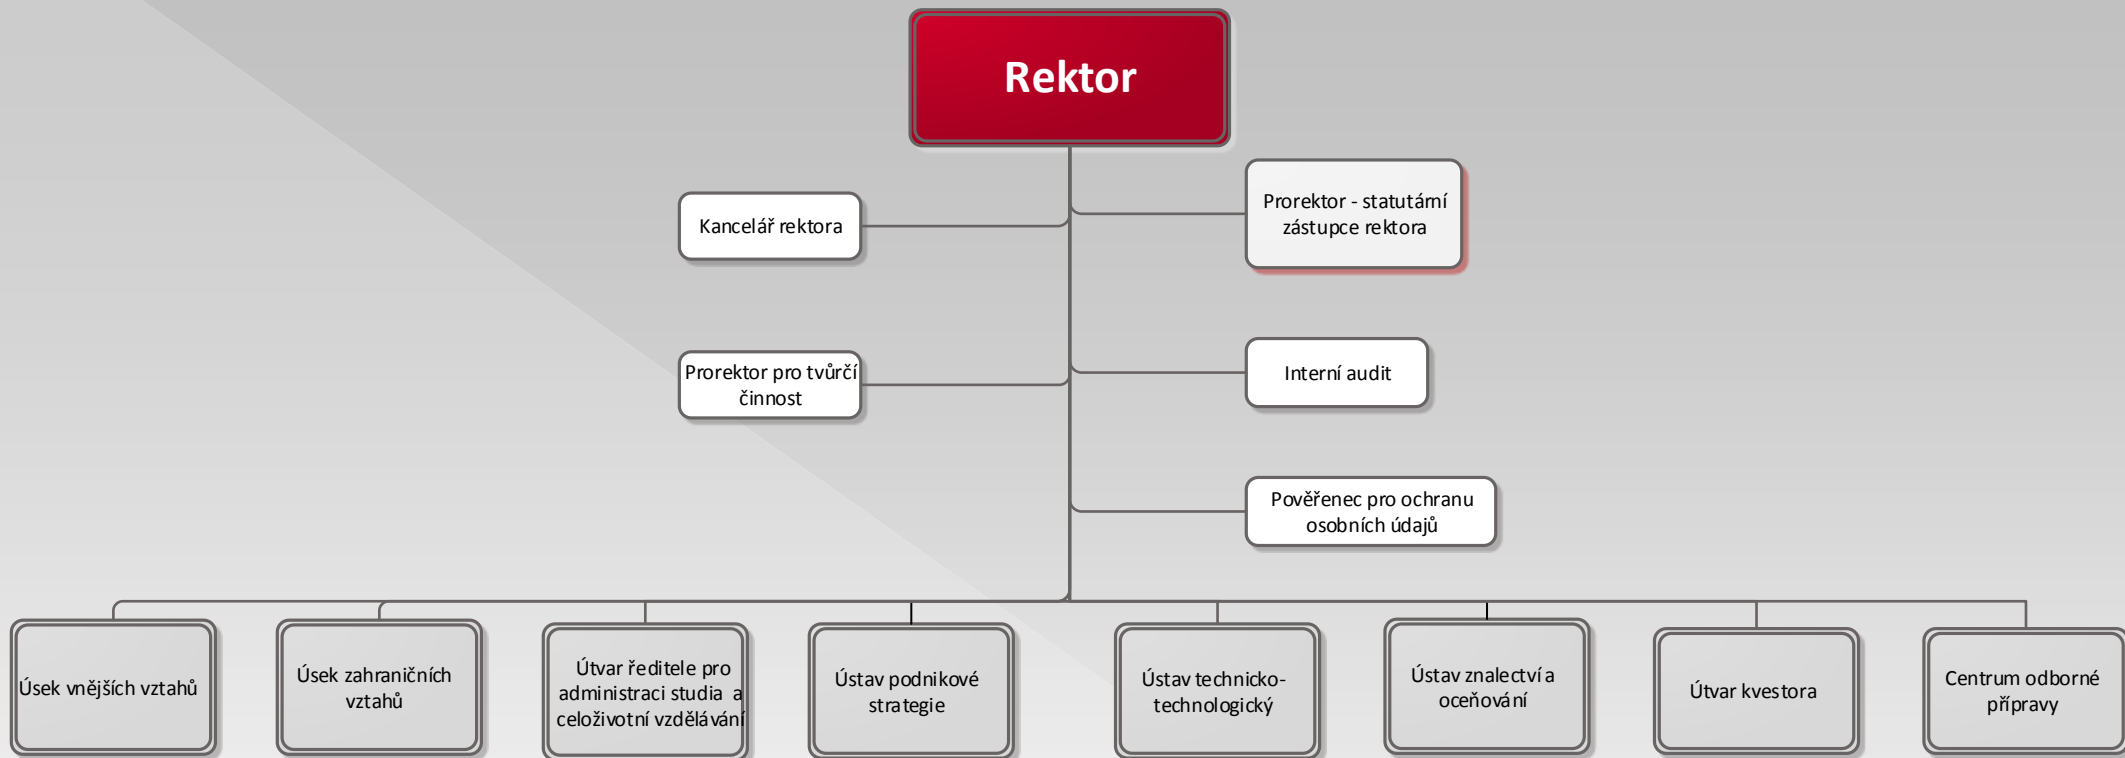 Rektor
Prorektor - statutární
zástupce rektora
Kancelář rektora
Prorektor pro tvůrčí
činnost
Interní audit
Pověřenec pro ochranu
osobních údajů
Úsek vnějších vztahů
Úsek zahraničních
vztahů
Útvar ředitele pro
administraci studia a
celoživotní vzdělávání
Ústav podnikové
strategie
Ústav technicko-
technologický
Ústav znalectví a
oceňování
Útvar kvestora
Centrum odborné
přípravy